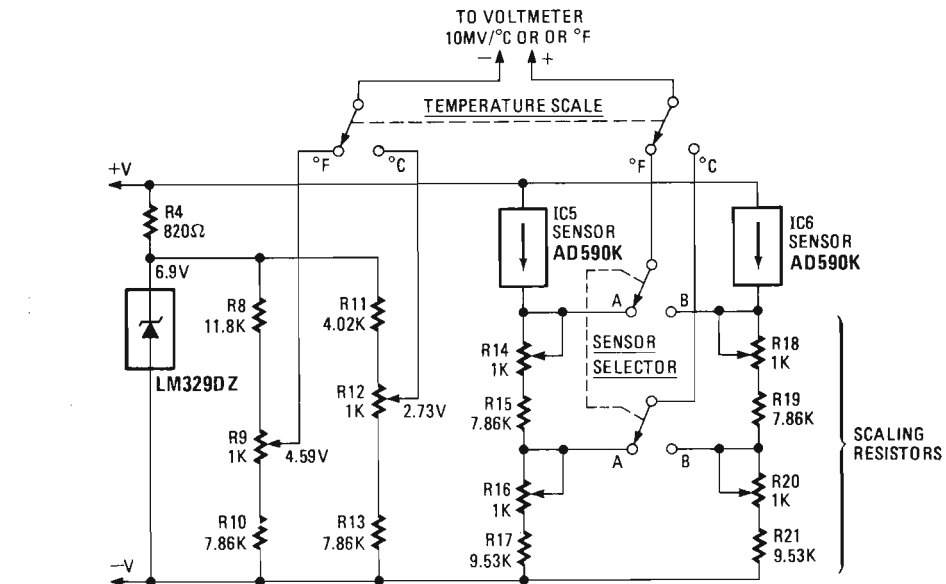 TO VOLTMETER
10MV/°C OR OR °F
− +
TEMPERATURE SCALE
°F °C
°F °C
+V
R4
820Ω
6.9V
LM329DZ
R8
11.8K
R11
4.02K
R12
1K
2.73V
R9
1K
4.59V
R10
7.86K
R13
7.86K
IC5
SENSOR
AD590K
IC6
SENSOR
AD590K
A B
SENSOR
SELECTOR
R14
1K
R18
1K
R15
7.86K
R19
7.86K
A B
R16
1K
R20
1K
R17
9.53K
R21
9.53K
SCALING
RESISTORS
−V